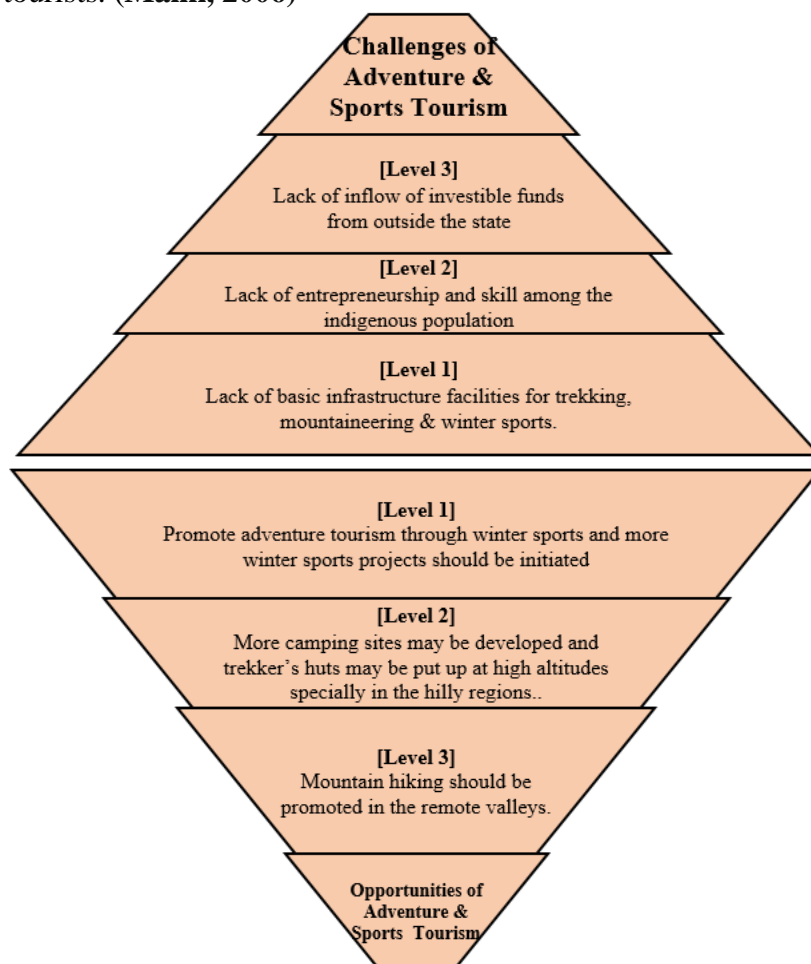 tourists. (Malik, 2006)
Challenges of
Adventure &
Sports Tourism
[Level 3]
Lack of inflow of investible funds
from outside the state
[Level 2]
Lack of entrepreneurship and skill among the
indigenous population
[Level 1]
Lack of basic infrastructure facilities for trekking,
mountaineering & winter sports.
[Level 1]
Promote adventure tourism through winter sports and more
winter sports projects should be initiated
[Level 2]
More camping sites may be developed and
trekker’s huts may be put up at high altitudes
specially in the hilly regions..
[Level 3]
Mountain hiking should be
promoted in the remote valleys.
Opportunities of
Adventure &
Sports Tourism